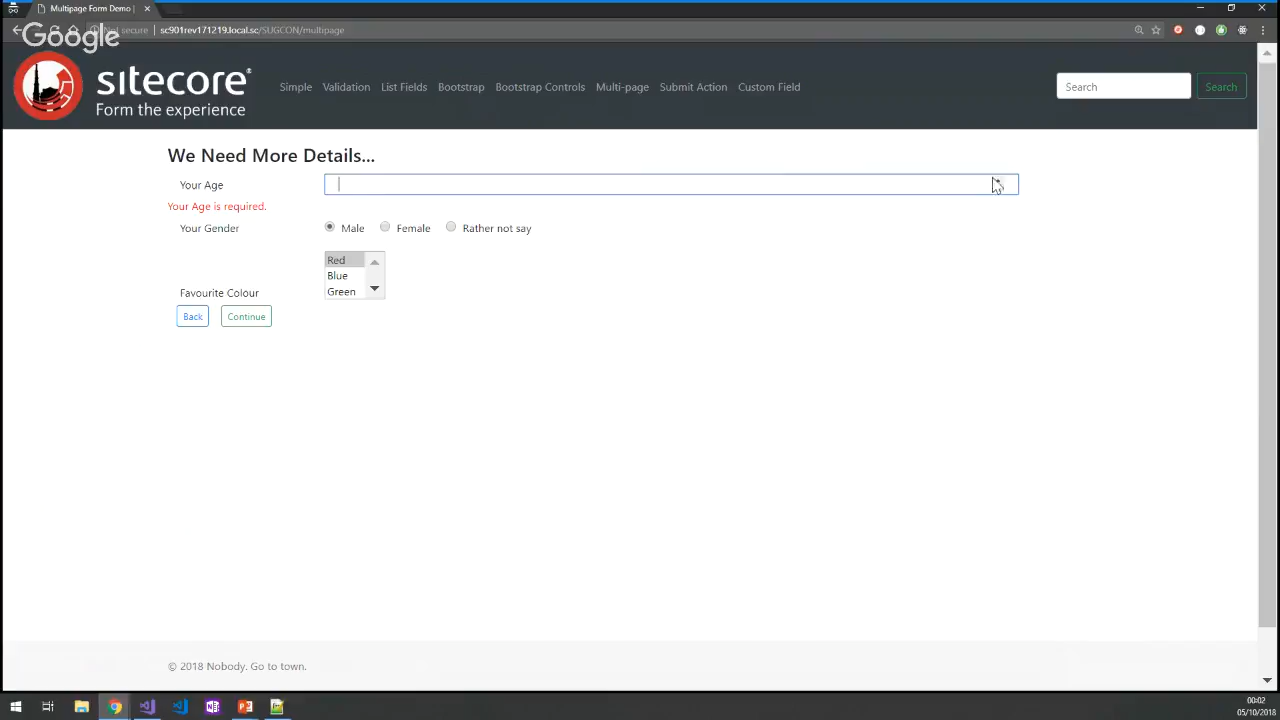 Multipage Form Demo |
Google
Not secure
sc901rev171219.local.sc/SUGCON/multipage
sitecore
Form the experience
Simple
Validation
List Fields
Bootstrap
Bootstrap Controls
Multi-page
Submit Action
Custom Field
Search
Search
We Need More Details...
Your Age
Your Age is required.
Your Gender
Male
Female
Rather not say
Red
Blue
Green
Favourite Colour
Back
Continue
© 2018 Nobody. Go to town.
00:02
05/10/2018